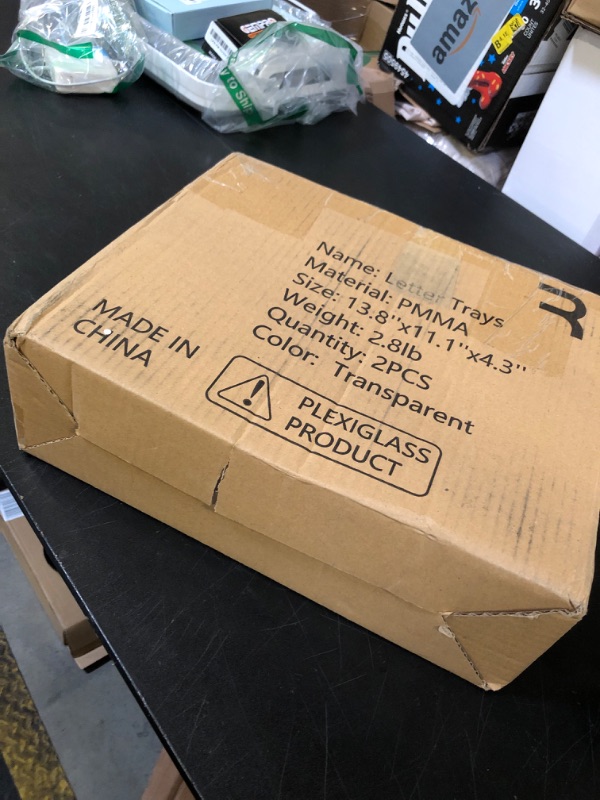 Name: Letter Trays
Material: PMMA
Size: 13.8''x11.1''x4.3''
Weight: 2.8lb
Quantity: 2PCS
Color: Transparent
MADE IN
CHINA
PLEXIGLASS
PRODUCT
R
amazo